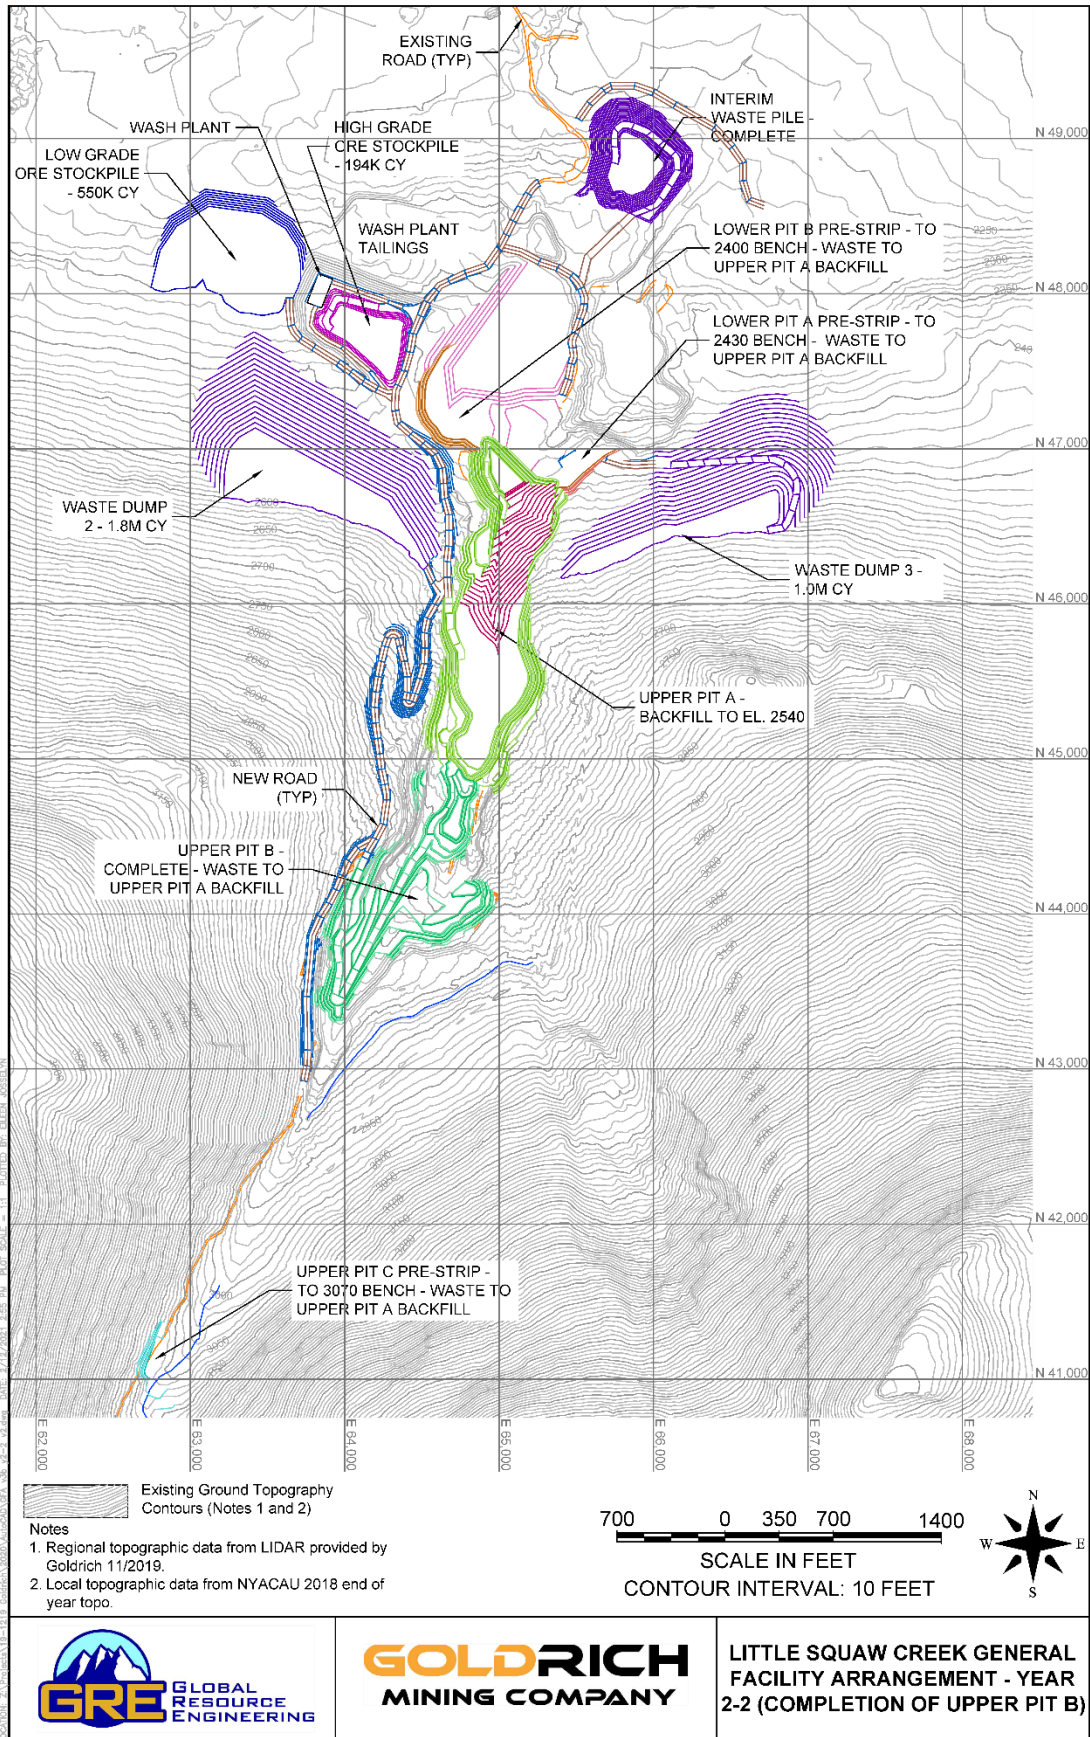 EXISTING
ROAD (TYP)
INTERIM
WASTE PILE -
COMPLETE
N 49,000
WASH PLANT
HIGH GRADE
ORE STOCKPILE
- 194K CY
LOW GRADE
ORE STOCKPILE
- 550K CY
WASH PLANT
TAILINGS
LOWER PIT B PRE-STRIP - TO
2400 BENCH - WASTE TO
UPPER PIT A BACKFILL
N 48,000
LOWER PIT A PRE-STRIP - TO
2430 BENCH - WASTE TO
UPPER PIT A BACKFILL
N 47,000
WASTE DUMP
2 - 1.8M CY
WASTE DUMP 3 -
1.0M CY
N 46,000
UPPER PIT A -
BACKFILL TO EL. 2540
N 45,000
NEW ROAD
(TYP)
UPPER PIT B -
COMPLETE - WASTE TO
UPPER PIT A BACKFILL
N 44,000
N 43,000
N 42,000
UPPER PIT C PRE-STRIP -
TO 3070 BENCH - WASTE TO
UPPER PIT A BACKFILL
N 41,000
E 62,000
E 63,000
E 64,000
E 65,000
E 66,000
E 67,000
E 68,000
Existing Ground Topography
Contours (Notes 1 and 2)
Notes
1. Regional topographic data from LIDAR provided by
Goldrich 11/2019.
2. Local topographic data from NYACAU 2018 end of
year topo.
700 0 350 700 1400
SCALE IN FEET
CONTOUR INTERVAL: 10 FEET
N
W E
S
GRE GLOBAL
RESOURCE
ENGINEERING
GOLDRICH
MINING COMPANY
LITTLE SQUAW CREEK GENERAL
FACILITY ARRANGEMENT - YEAR
2-2 (COMPLETION OF UPPER PIT B)